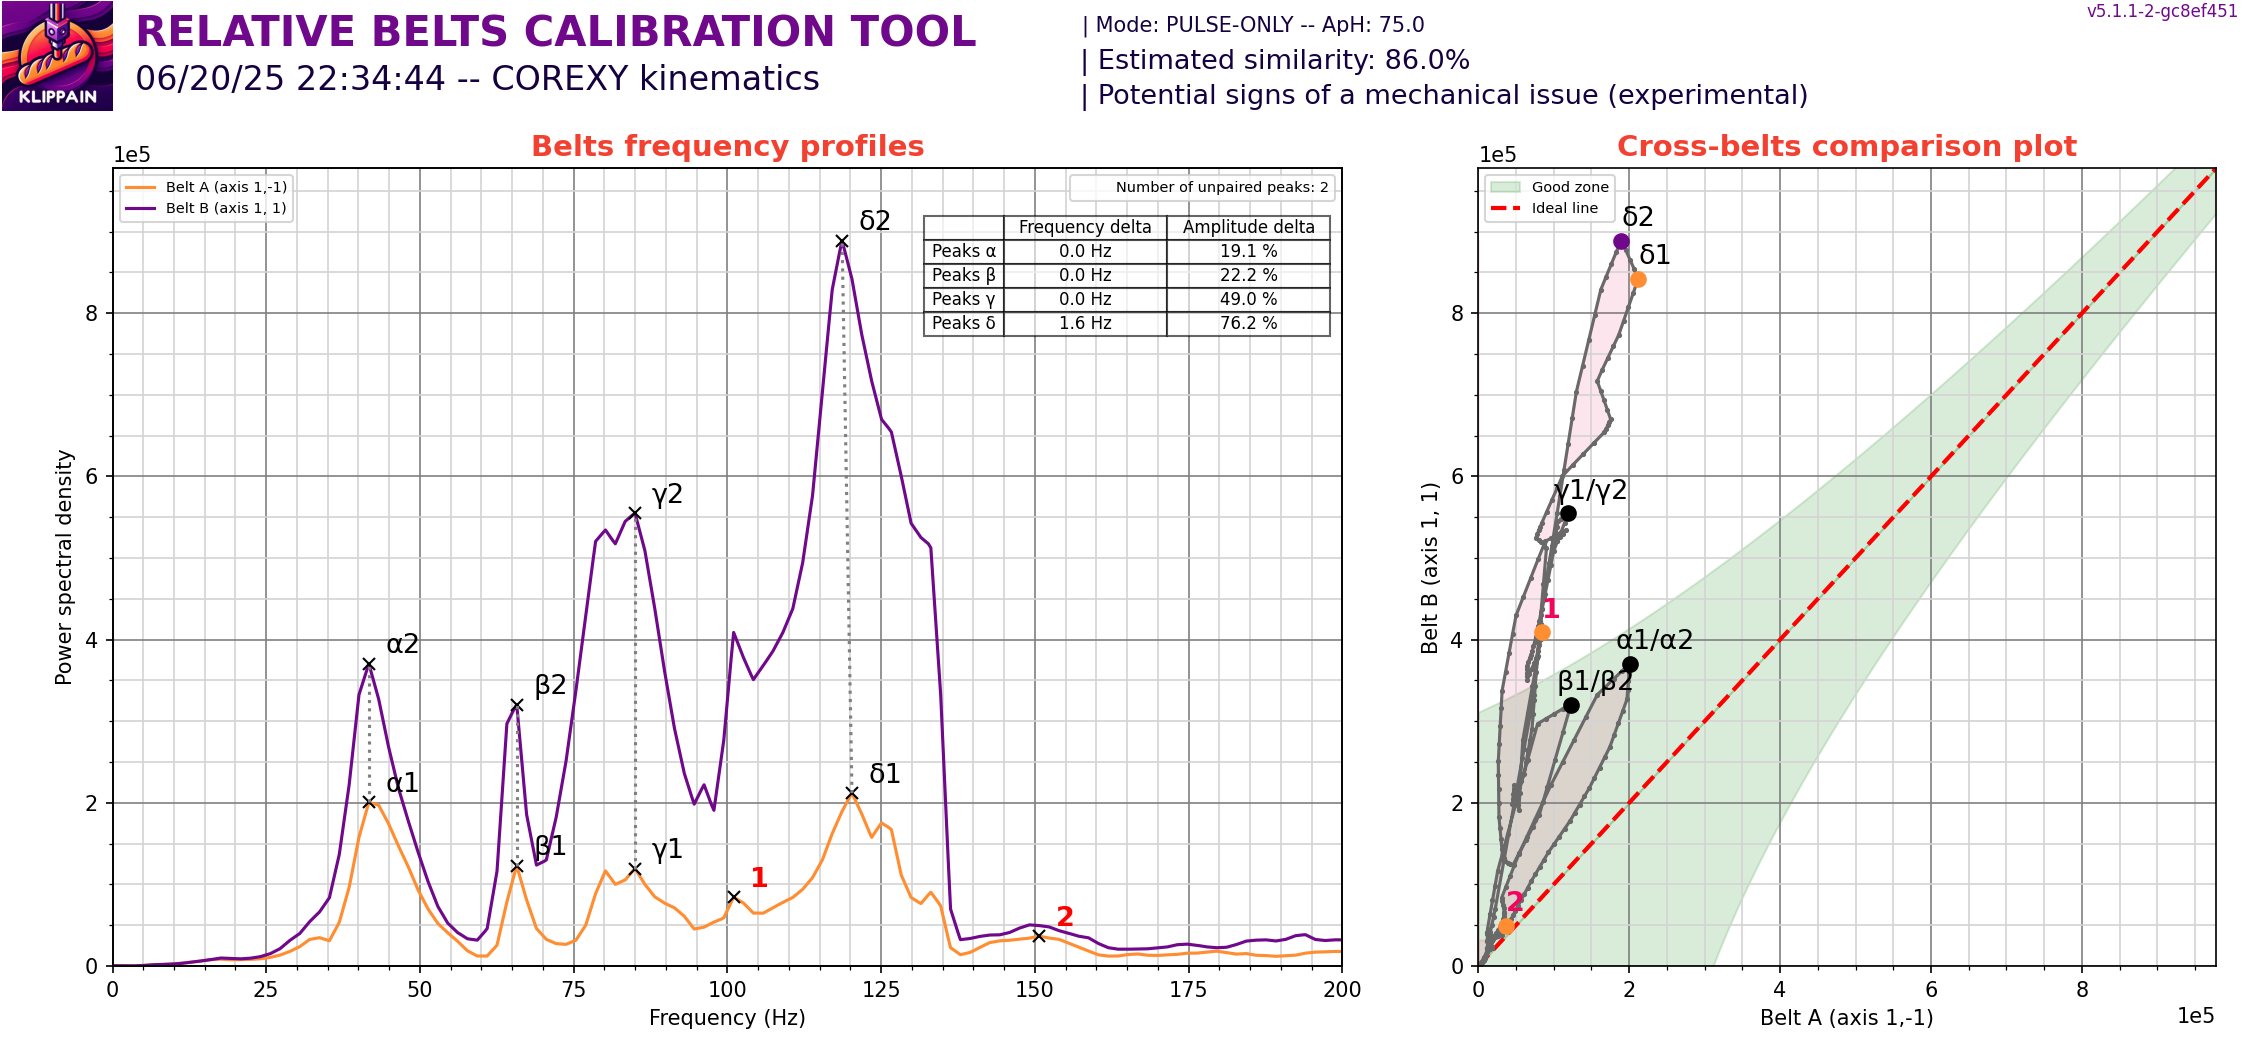 KLIPPAIN
RELATIVE BELTS CALIBRATION TOOL
06/20/25 22:34:44 -- COREXY kinematics
| Mode: PULSE-ONLY -- ApH: 75.0
| Estimated similarity: 86.0%
| Potential signs of a mechanical issue (experimental)
v5.1.1-2-gc8ef451
Belts frequency profiles
1e5
Belt A (axis 1,-1)
Belt B (axis 1, 1)
Number of unpaired peaks: 2
Frequency delta Amplitude delta
Peaks α 0.0 Hz 19.1 %
Peaks β 0.0 Hz 22.2 %
Peaks γ 0.0 Hz 49.0 %
Peaks δ 1.6 Hz 76.2 %
δ2
γ2
α2
β2
α1
δ1
β1
γ1
1
2
Power spectral density
8
6
4
2
0
0 25 50 75 100 125 150 175 200
Frequency (Hz)
Cross-belts comparison plot
1e5
Good zone
Ideal line
δ2
δ1
γ1/γ2
1
α1/α2
β1/β2
2
Belt B (axis 1, 1)
8
6
4
2
0
0 2 4 6 8
Belt A (axis 1,-1)
1e5